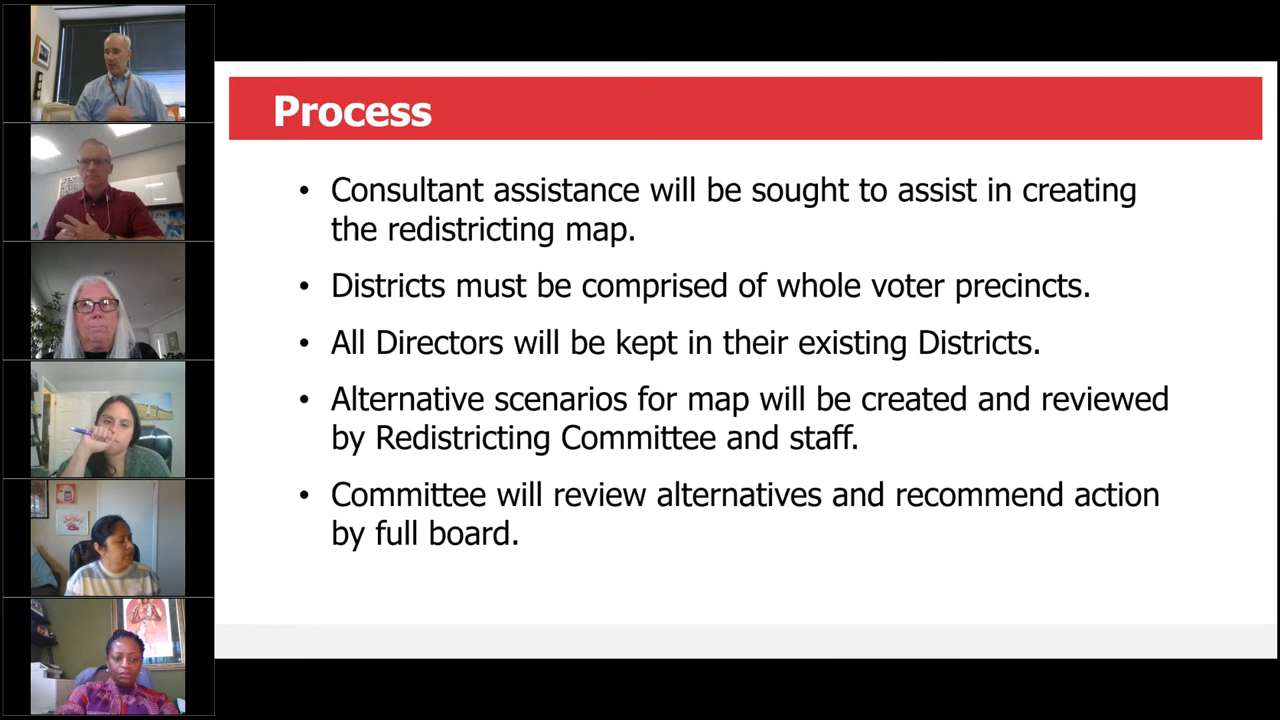 Process
• Consultant assistance will be sought to assist in creating
the redistricting map.
• Districts must be comprised of whole voter precincts.
• All Directors will be kept in their existing Districts.
• Alternative scenarios for map will be created and reviewed
by Redistricting Committee and staff.
• Committee will review alternatives and recommend action
by full board.